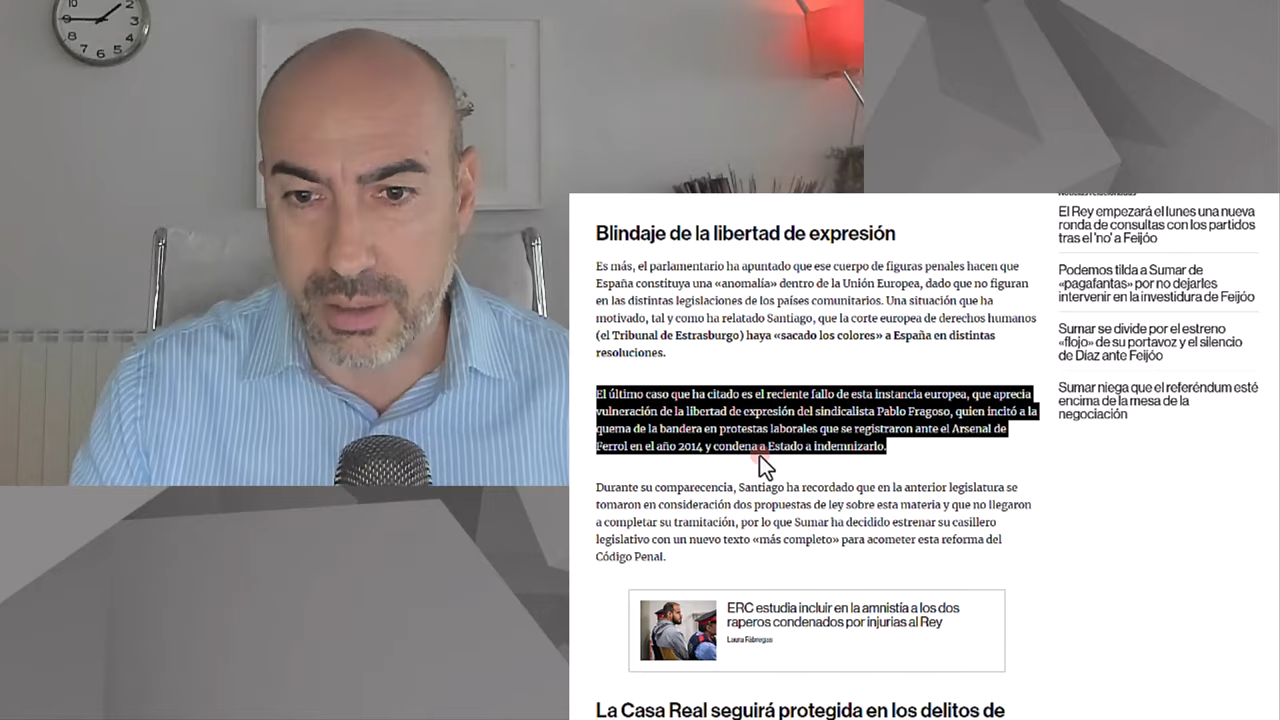 10
2
3
9
8
4
7
6
5
Blindaje de la libertad de expresión
Es más, el parlamentario ha apuntado que ese cuerpo de figuras penales hacen que
España constituya una «anomalía» dentro de la Unión Europea, dado que no figuran
en las distintas legislaciones de los países comunitarios. Una situación que ha
motivado, tal y como ha relatado Santiago, que la corte europea de derechos humanos
(el Tribunal de Estrasburgo) haya «sacado los colores» a España en distintas
resoluciones.
El último caso que ha citado es el reciente fallo de esta instancia europea, que aprecia
vulneración de la libertad de expresión del sindicalista Pablo Fragoso, quien incitó a la
quema de la bandera en protestas laborales que se registraron ante el Arsenal de
Ferrol en el año 2014 y condena a Estado a indemnizarlo.
Durante su comparecencia, Santiago ha recordado que en la anterior legislatura se
tomaron en consideración dos propuestas de ley sobre esta materia y que no llegaron
a completar su tramitación, por lo que Sumar ha decidido estrenar su casillero
legislativo con un nuevo texto «más completo» para acometer esta reforma del
Código Penal.
ERC estudia incluir en la amnistía a los dos
raperos condenados por injurias al Rey
Laura Fàbregas
La Casa Real seguirá protegida en los delitos de
Noticias relacionadas
El Rey empezará el lunes una nueva
ronda de consultas con los partidos
tras el 'no' a Feijóo
Podemos tilda a Sumar de
«pagafantas» por no dejarles
intervenir en la investidura de Feijóo
Sumar se divide por el estreno
«flojo» de su portavoz y el silencio
de Díaz ante Feijóo
Sumar niega que el referéndum esté
encima de la mesa de la
negociación